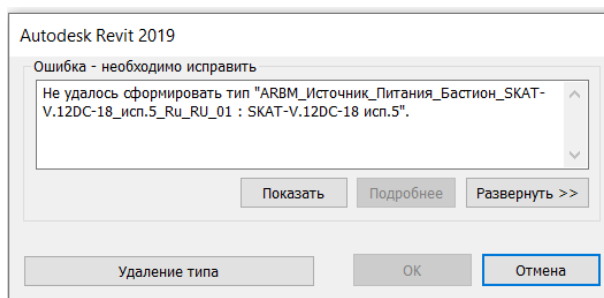 Autodesk Revit 2019
Ошибка - необходимо исправить
Не удалось сформировать тип "ARBM_Источник_Питания_Бастион_SKAT-
V.12DC-18_исп.5_Ru_RU_01 : SKAT-V.12DC-18 исп.5".
Показать
Подробнее
Развернуть >>
Удаление типа
OK
Отмена